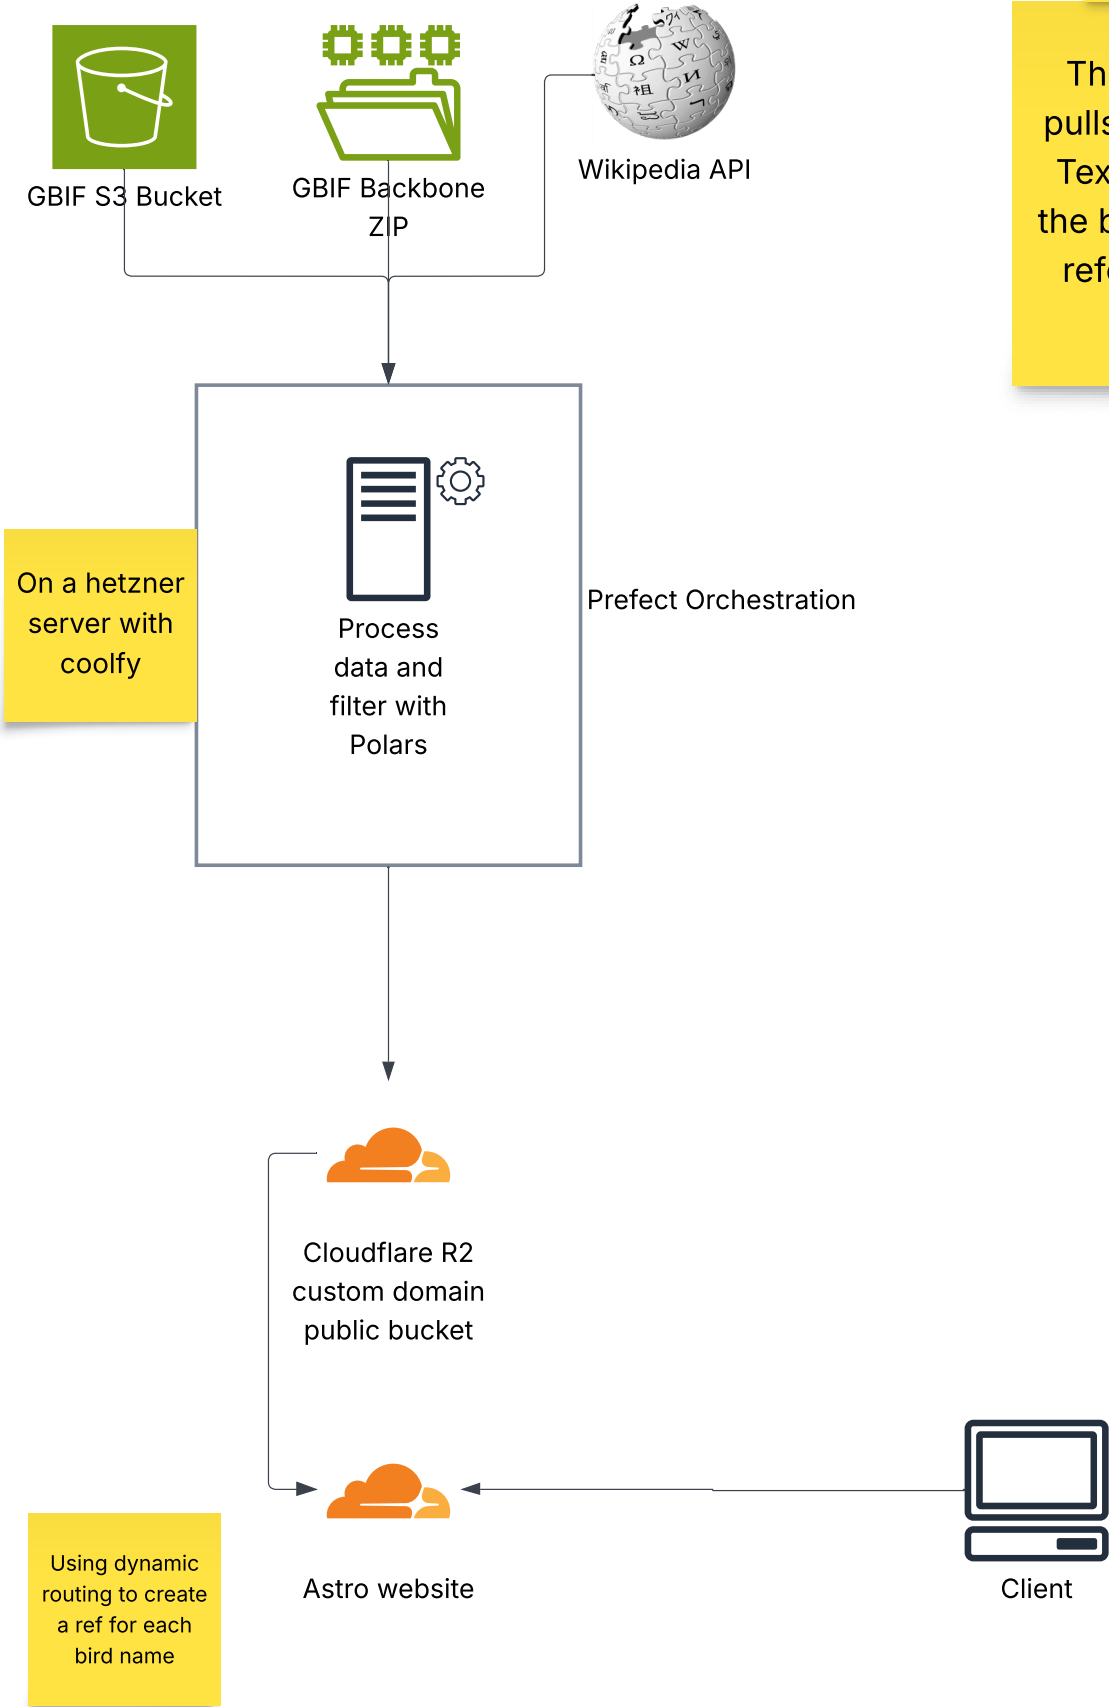 GBIF S3 Bucket
GBIF Backbone
ZIP
Wikipedia API
Th
pulls
Tex
the b
refe
On a hetzner
server with
coolfy
Process
data and
filter with
Polars
Prefect Orchestration
Cloudflare R2
custom domain
public bucket
Using dynamic
routing to create
a ref for each
bird name
Astro website
Client